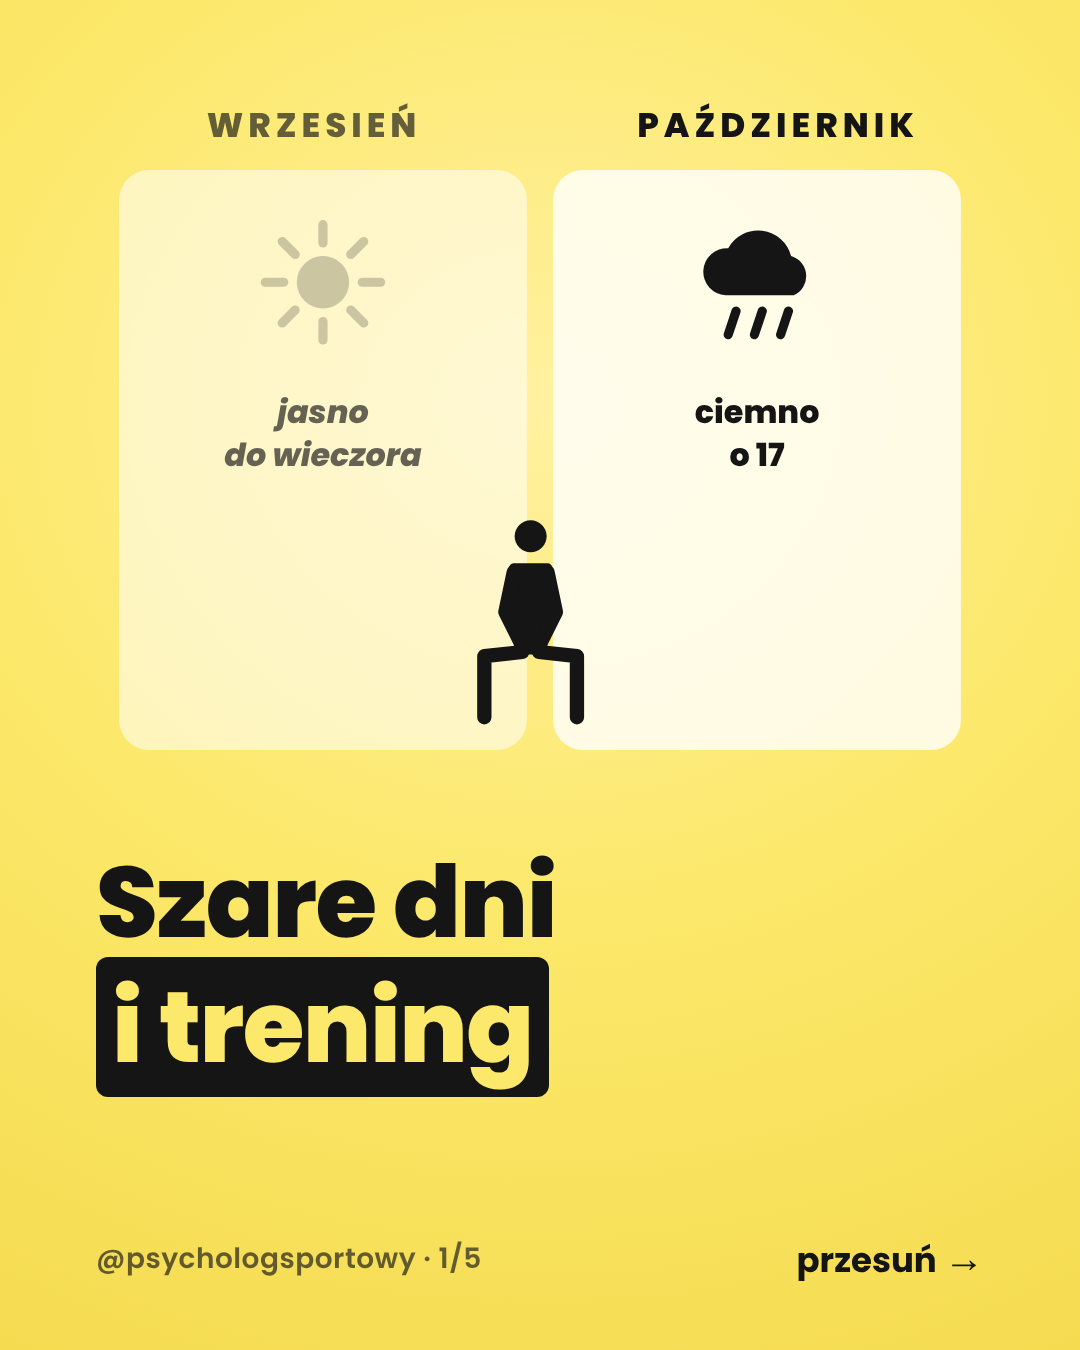 WRZESIEŃ
PAŹDZIERNIK
jasno
do wieczora
ciemno
o 17
Szare dni
i trening
@psychologsportowy · 1/5
przesuń →